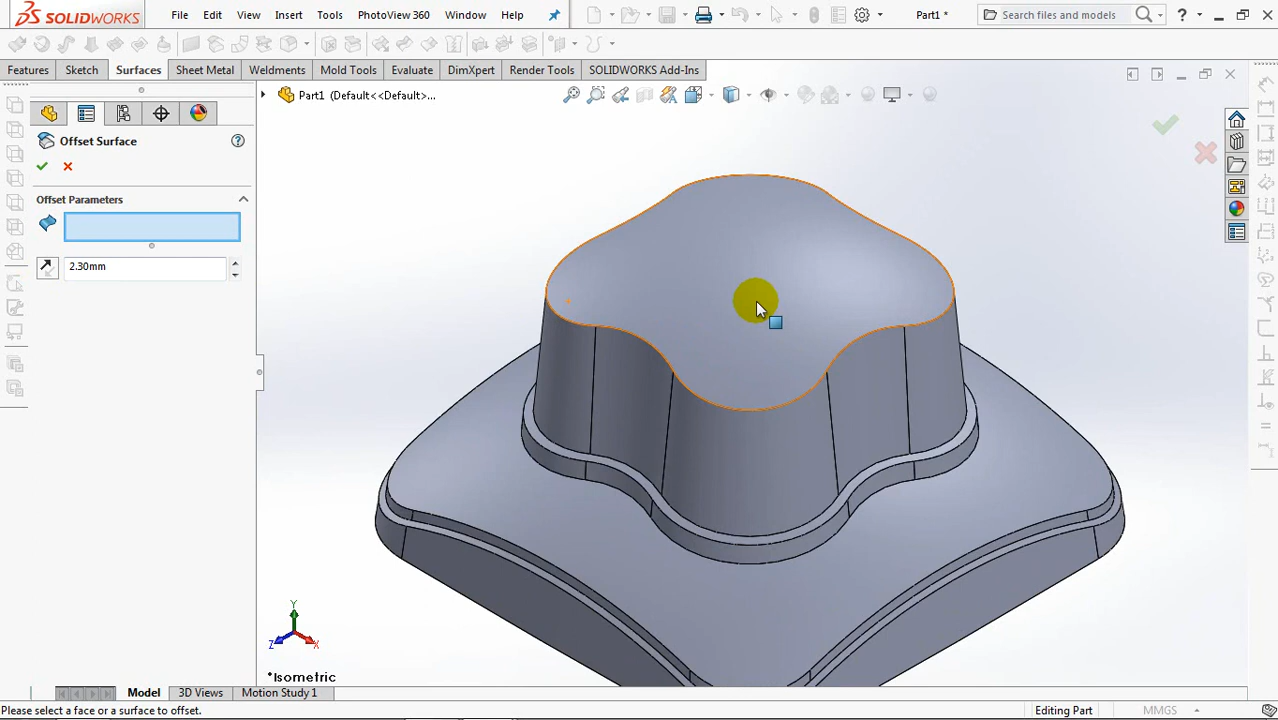 SOLIDWORKS File Edit View Insert Tools PhotoView 360 Window Help Part1 * Search files and models ?
Features Sketch Surfaces Sheet Metal Weldments Mold Tools Evaluate DimXpert Render Tools SOLIDWORKS Add-Ins
Part1 (Default<<Default>...
Offset Surface ?
Offset Parameters
2.30mm
Y
Z X
*Isometric
Model 3D Views Motion Study 1
Please select a face or a surface to offset. Editing Part MMGS